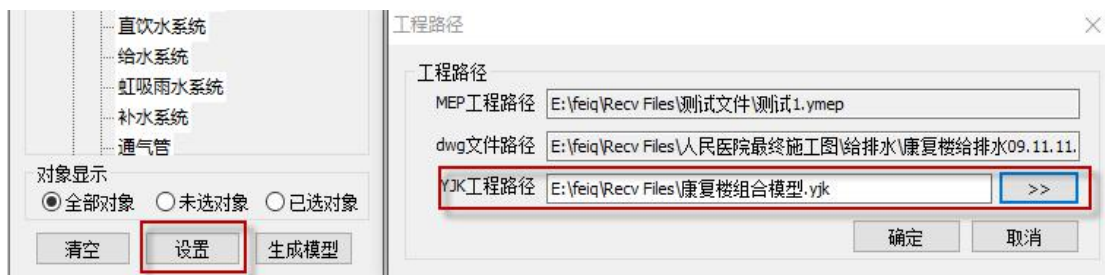 直饮水系统
给水系统
虹吸雨水系统
补水系统
通气管
对象显示
全部对象 未选对象 已选对象
清空 设置 生成模型
工程路径
工程路径
MEP工程路径 E:\feiq\Recv Files\测试文件\测试1.ymep
dwg文件路径 E:\feiq\Recv Files\人民医院最终施工图\给排水\康复楼给排水09.11.11.
YJK工程路径 E:\feiq\Recv Files\康复楼组合模型.yjk >>
确定 取消